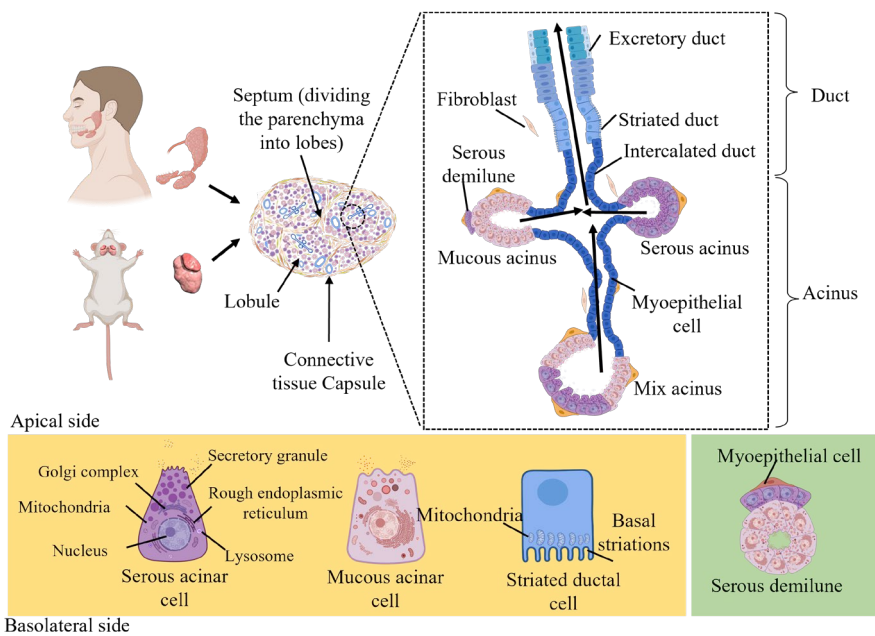 Septum (dividing
the parenchyma
into lobes)
Lobule
Connective
tissue Capsule
Excretory duct
Fibroblast
Striated duct
Serous
demilune
Intercalated duct
Mucous acinus
Serous acinus
Myoepithelial
cell
Mix acinus
Duct
Acinus
Apical side
Golgi complex
Secretory granule
Mitochondria
Rough endoplasmic
reticulum
Nucleus
Lysosome
Serous acinar
cell
Mucous acinar
cell
Mitochondria
Basal
striations
Striated ductal
cell
Myoepithelial cell
Serous demilune
Basolateral side